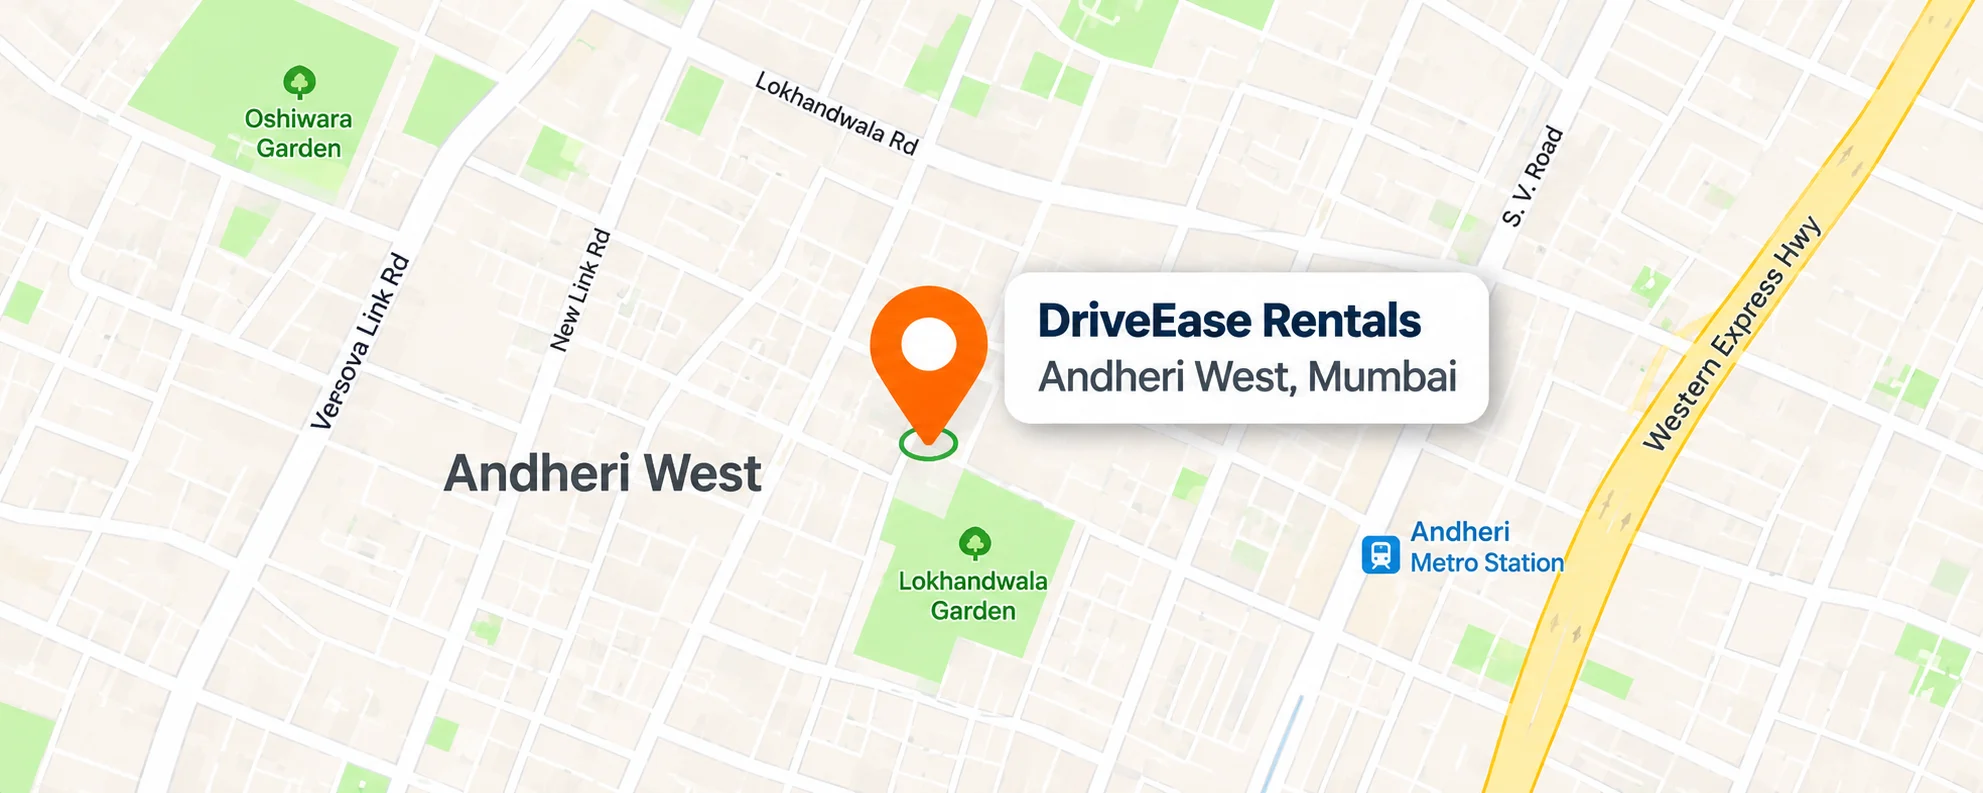 Oshiwara
Garden
Lokhandwala Rd
S. V. Road
New Link Rd
Versova Link Rd
Western Express Hwy
DriveEase Rentals
Andheri West, Mumbai
Andheri West
Andheri
Metro Station
Lokhandwala
Garden